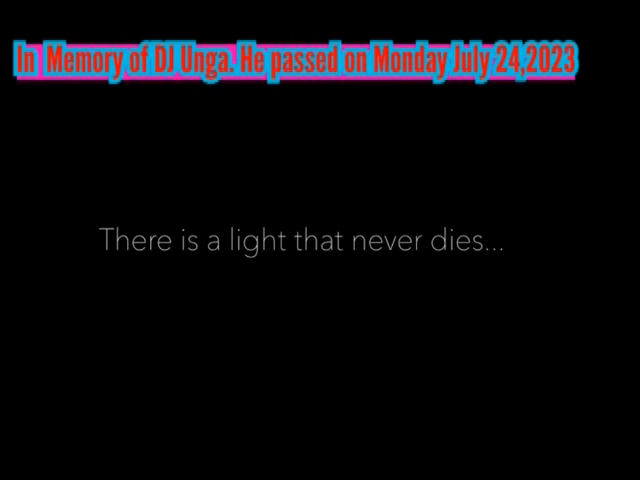 In Memory of DJ Unga. He passed on Monday July 24,2023
There is a light that never dies...